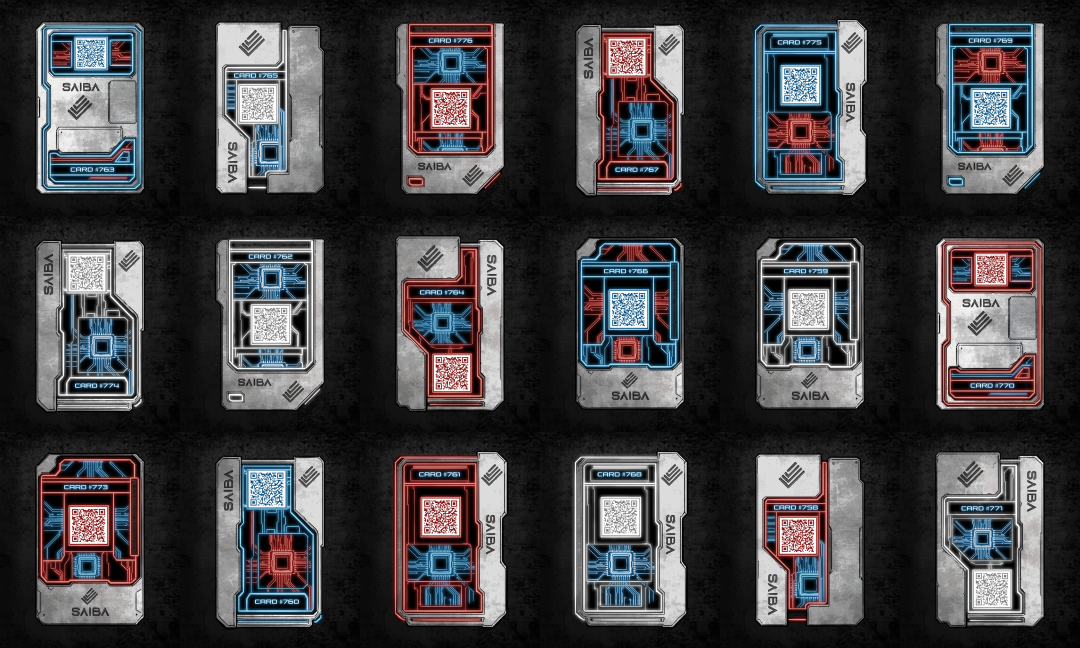 SAIBA
CARD #763
CARD #765
SAIBA
CARD #776
SAIBA
SAIBA
CARD #767
CARD #775
SAIBA
CARD #769
SAIBA
SAIBA
CARD #774
CARD #762
SAIBA
SAIBA
CARD #764
CARD #766
SAIBA
CARD #759
SAIBA
SAIBA
CARD #770
CARD #773
SAIBA
SAIBA
CARD #760
CARD #761
SAIBA
CARD #768
SAIBA
CARD #758
SAIBA
SAIBA
CARD #771